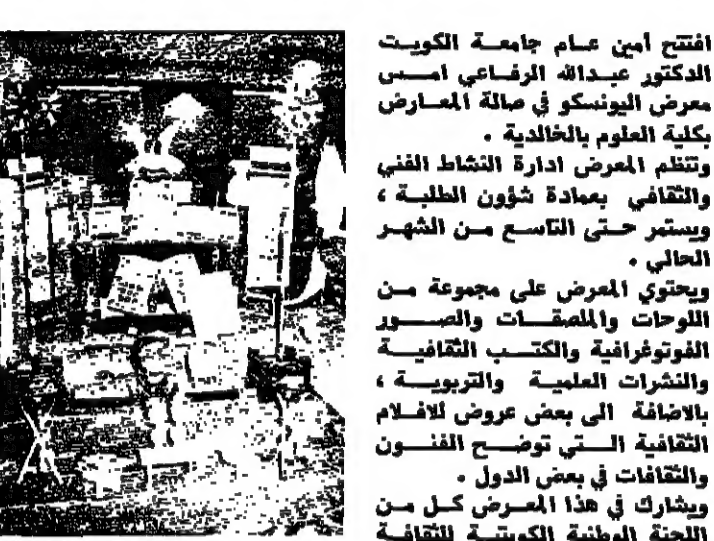 افتتح أمين عام جامعة الكويت
الدكتور عبدالله الرفاعي امس
معرض اليونسكو في صالة المعارض
بكلية العلوم بالخالدية .
وتنظم المعرض ادارة النشاط الفني
والثقافي بعمادة شؤون الطلبة ،
ويستمر حتى التاسع من الشهر
الحالي .
ويحتوي المعرض على مجموعة من
اللوحات والملصقات والصور
الفوتوغرافية والكتب الثقافية
والنشرات العلمية والتربوية ،
بالاضافة الى بعض عروض للافلام
الثقافية التي توضح الفنون
والثقافات في بعض الدول .
ويشارك في هذا المعرض كل من
اللجنة الوطنية الكويتية للثقافة